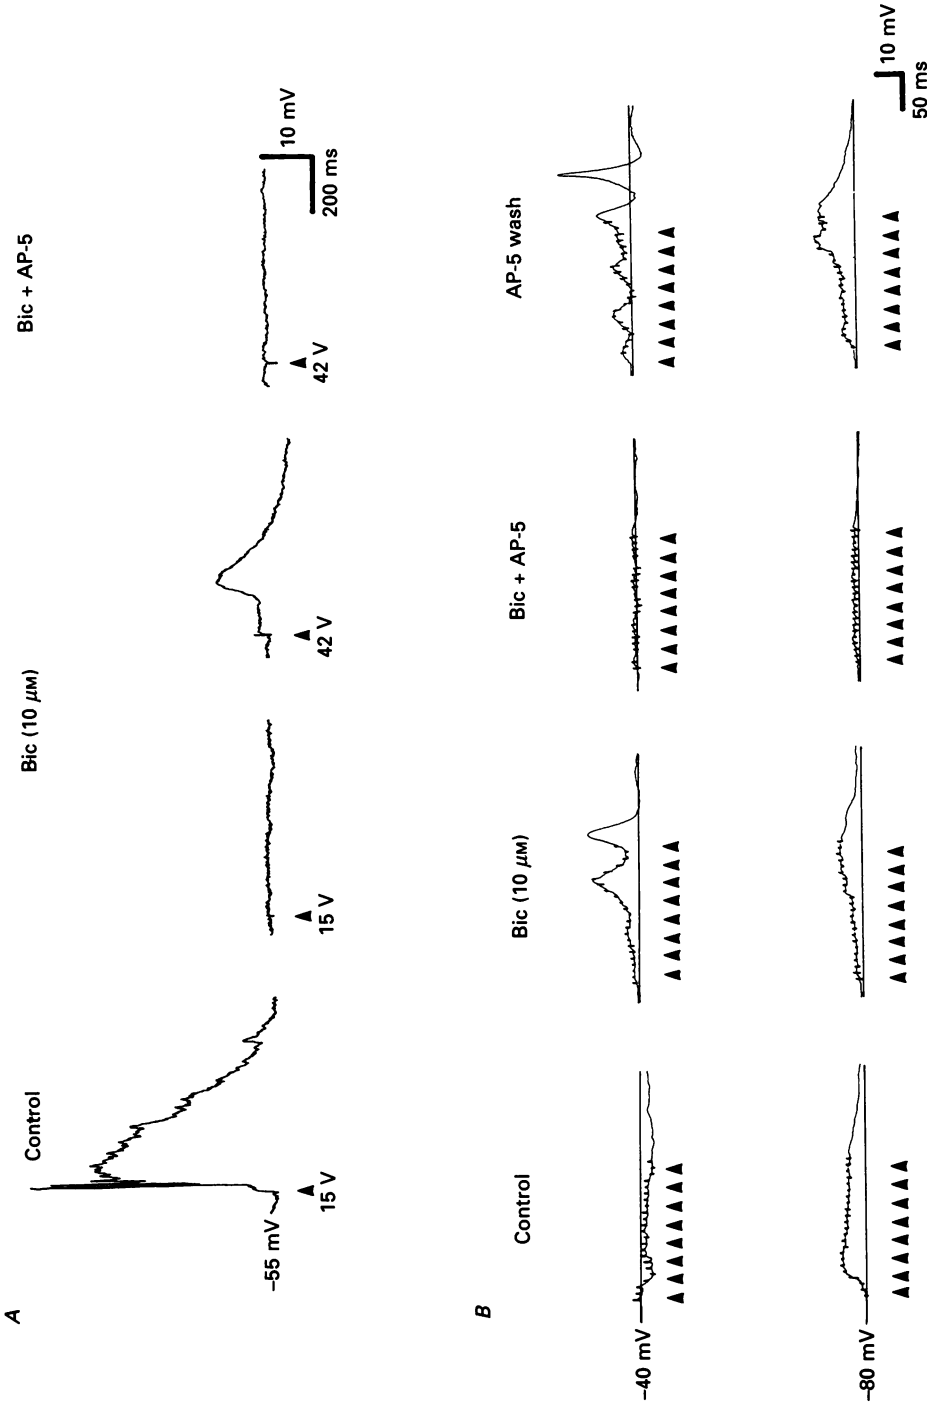 A
Control
Bic (10 μM)
Bic + AP-5
−55 mV
15 V
15 V
42 V
42 V
10 mV
200 ms
B
Control
Bic (10 μM)
Bic + AP-5
AP-5 wash
−40 mV
−80 mV
10 mV
50 ms